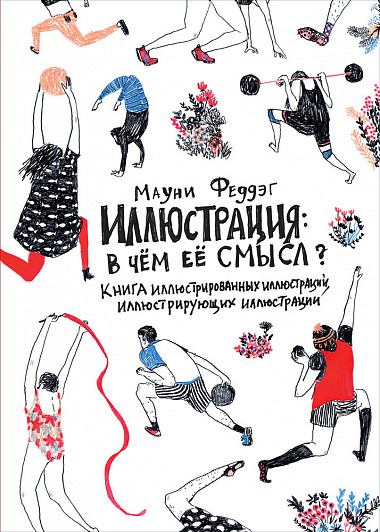 Мауни Феддэг
Иллюстрация:
в чём её смысл?
Книга иллюстрированных иллюстраций,
иллюстрирующих иллюстрации